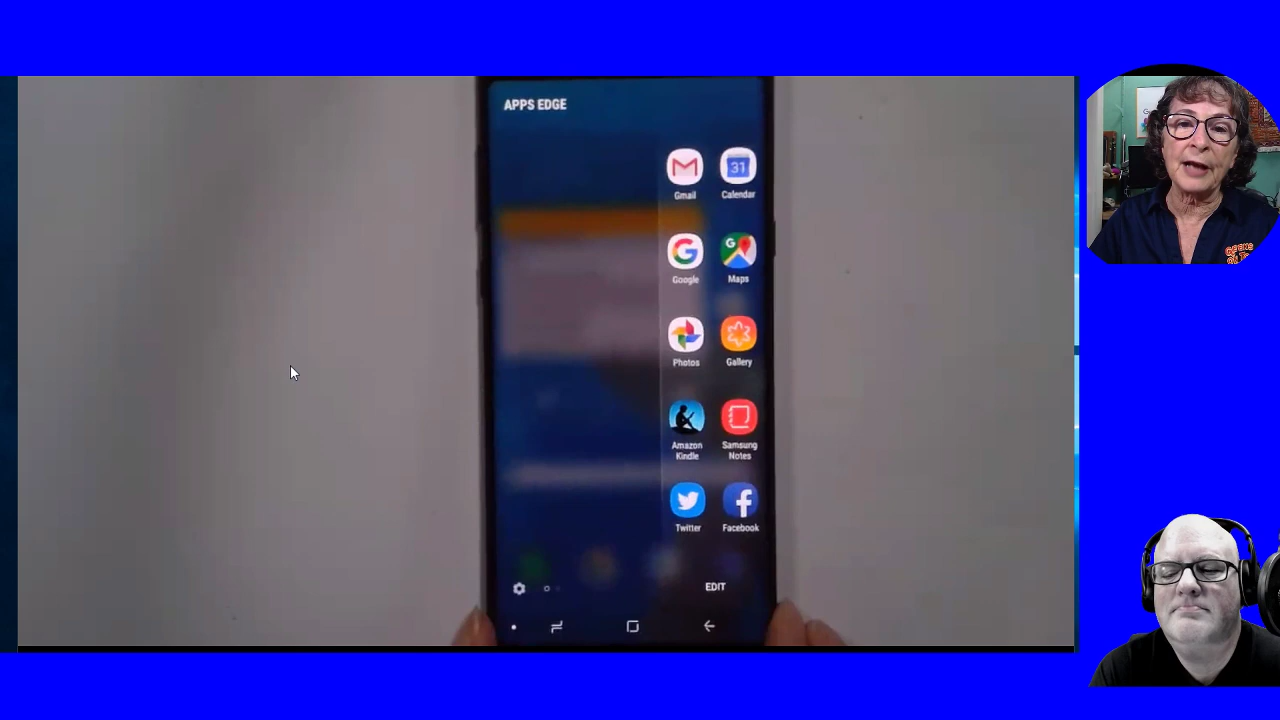 APPS EDGE
Gmail
31
Calendar
Google
G
Maps
Photos
Gallery
Amazon
Kindle
Samsung
Notes
Twitter
Facebook
EDIT